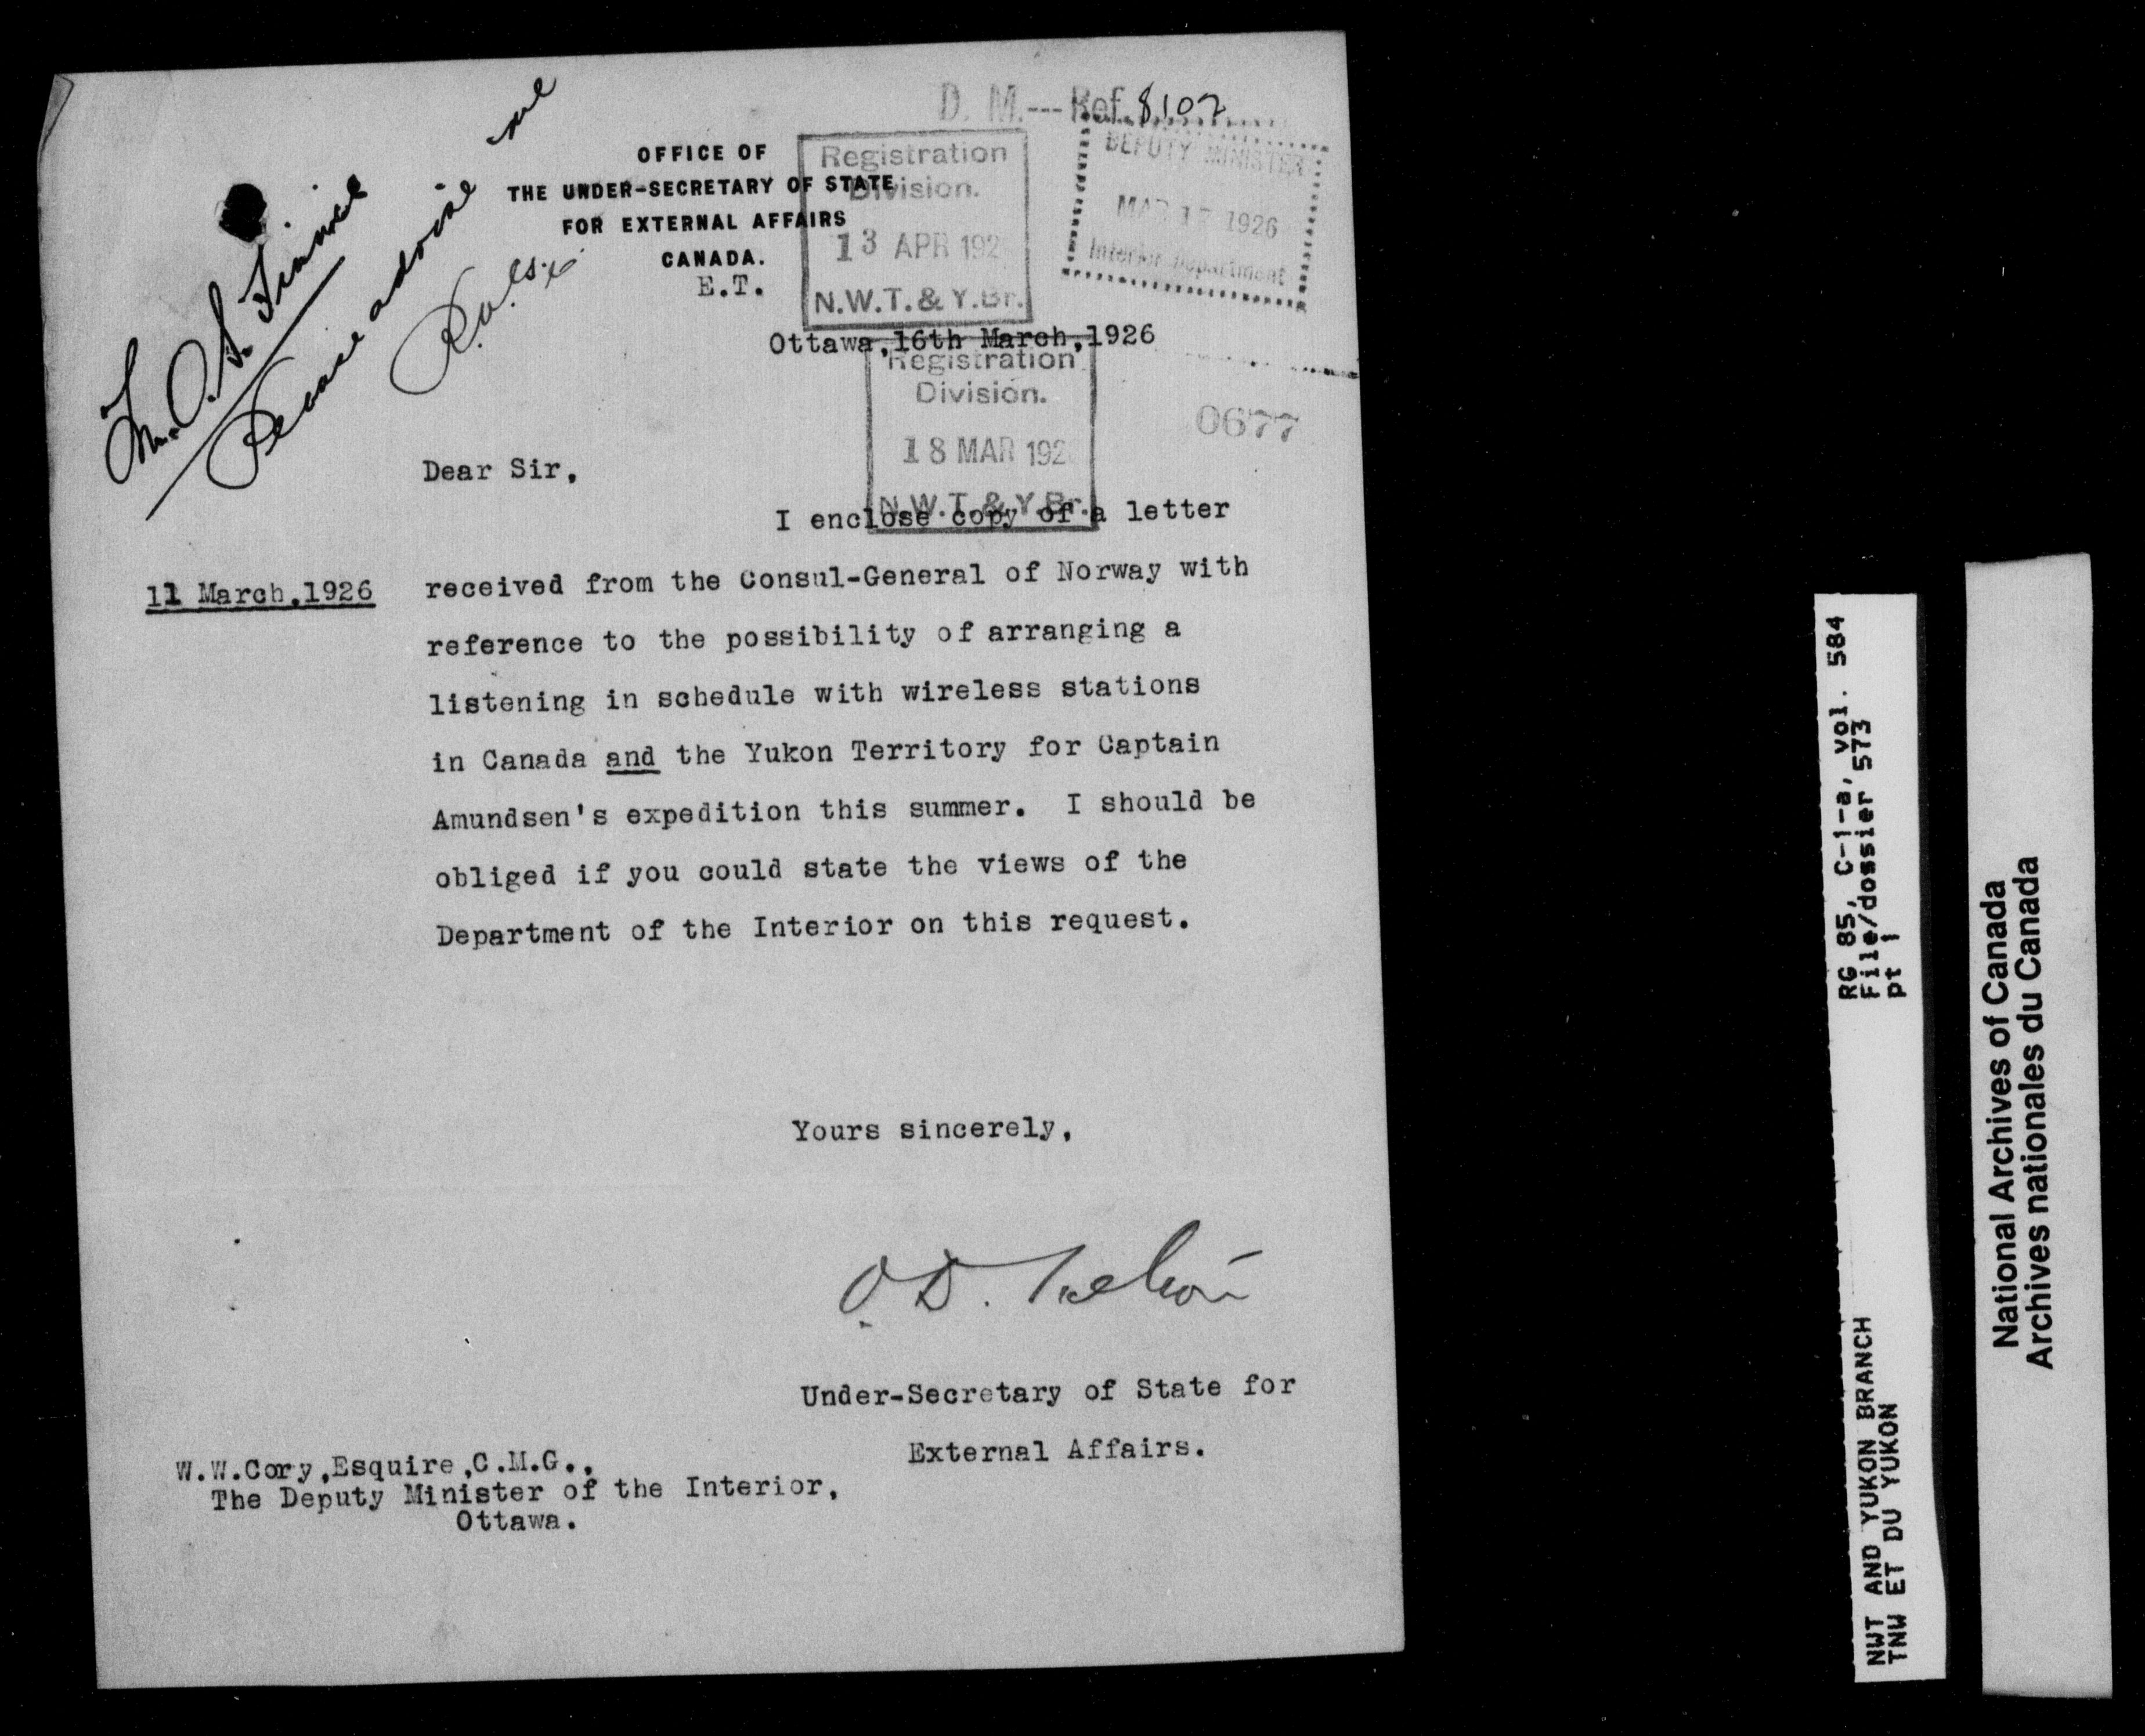 D. M.---Ref. 8107
OFFICE OF
THE UNDER-SECRETARY OF STATE
FOR EXTERNAL AFFAIRS
CANADA.
E.T.
Registration
Division.
13 APR 192
N.W.T. & Y.Br.
DEPUTY MINISTER
MAR 17 1926
Interior Department
Mr. O. S. Finnie
Please advise me
Ottawa,16th March,1926
Registration
Division.
18 MAR 192
N.W.T.&Y.Br.
0677
Dear Sir,
I enclose copy of a letter
11 March,1926
received from the Consul-General of Norway with
reference to the possibility of arranging a
listening in schedule with wireless stations
in Canada and the Yukon Territory for Captain
Amundsen's expedition this summer. I should be
obliged if you could state the views of the
Department of the Interior on this request.
Yours sincerely,
O. D. Skelton
Under-Secretary of State for
External Affairs.
W.W.Cory,Esquire,C.M.G.,
The Deputy Minister of the Interior,
Ottawa.
RG 85, C-1-a, vol. 584
File/dossier 573
pt 1
NWT AND YUKON BRANCH
TNW ET DU YUKON
National Archives of Canada
Archives nationales du Canada